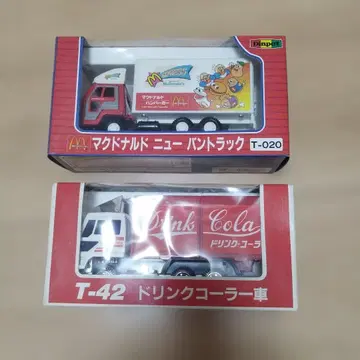 Diapet
マクドナルド
ハンバーガー
マクドナルド ニュー バントラック T-020
Drink Cola
ドリンク・コーラ
T-42 ドリンクコーラー車